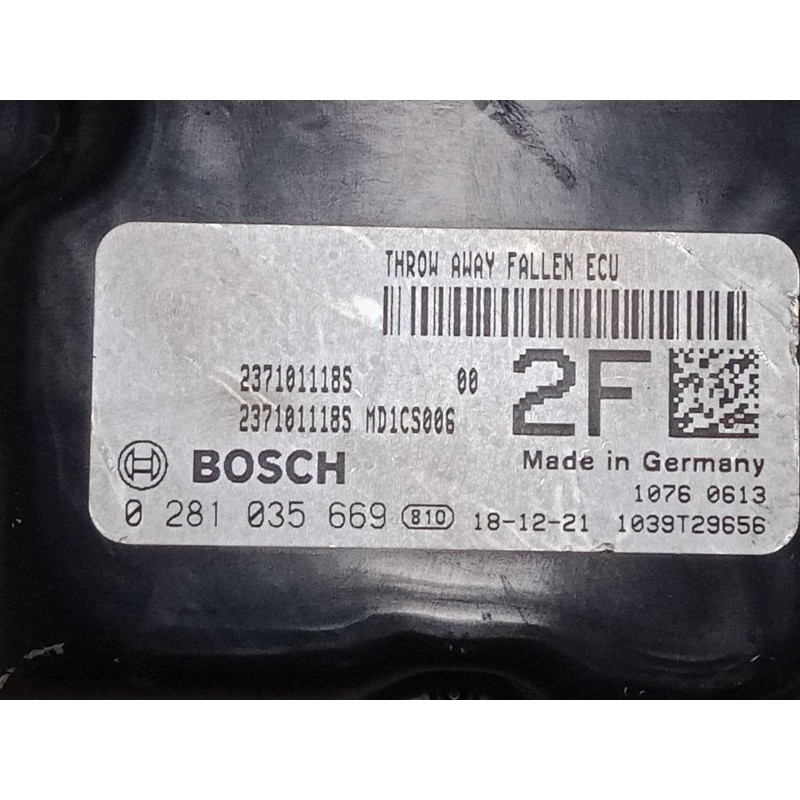 THROW AWAY FALLEN ECU
237101118S 00
237101118S MD1CS006
2F
BOSCH
Made in Germany
1076 0613
0 281 035 669 810 18-12-21 1039T29656